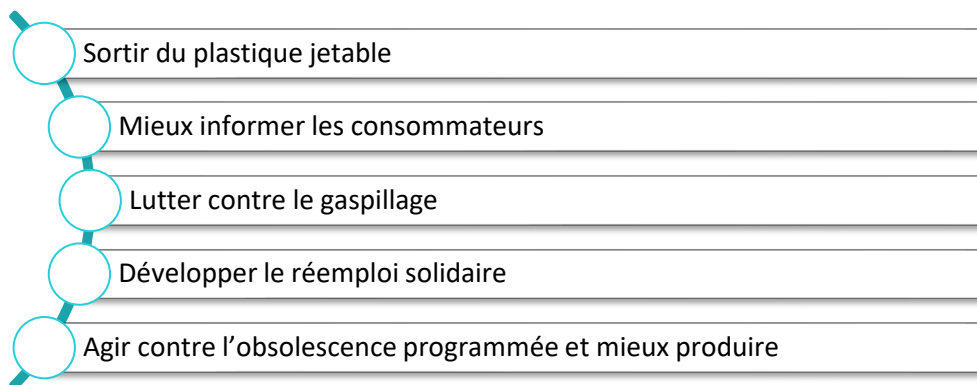 Sortir du plastique jetable
Mieux informer les consommateurs
Lutter contre le gaspillage
Développer le réemploi solidaire
Agir contre l’obsolescence programmée et mieux produire